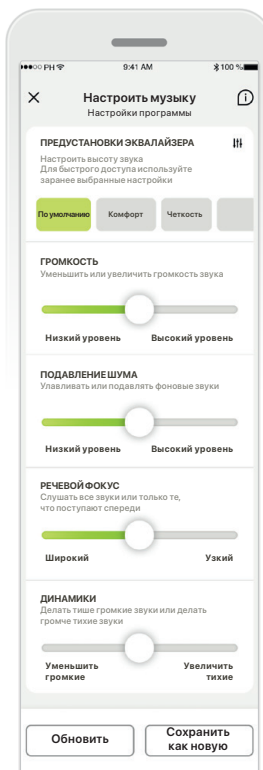 ●●●○○ PH 9:41 AM 100 %
Настроить музыку
Настройки программы
ПРЕДУСТАНОВКИ ЭКВАЛАЙЗЕРА
Настроить высоту звука
Для быстрого доступа используйте
заранее выбранные настройки
По умолчанию Комфорт Четкость
ГРОМКОСТЬ
Уменьшить или увеличить громкость звука
Низкий уровень Высокий уровень
ПОДАВЛЕНИЕ ШУМА
Улавливать или подавлять фоновые звуки
Низкий уровень Высокий уровень
РЕЧЕВОЙ ФОКУС
Слушать все звуки или только те,
что поступают спереди
Широкий Узкий
ДИНАМИКИ
Делать тише громкие звуки или делать
громче тихие звуки
Уменьшить Увеличить
громкие тихие
Обновить Сохранить
как новую